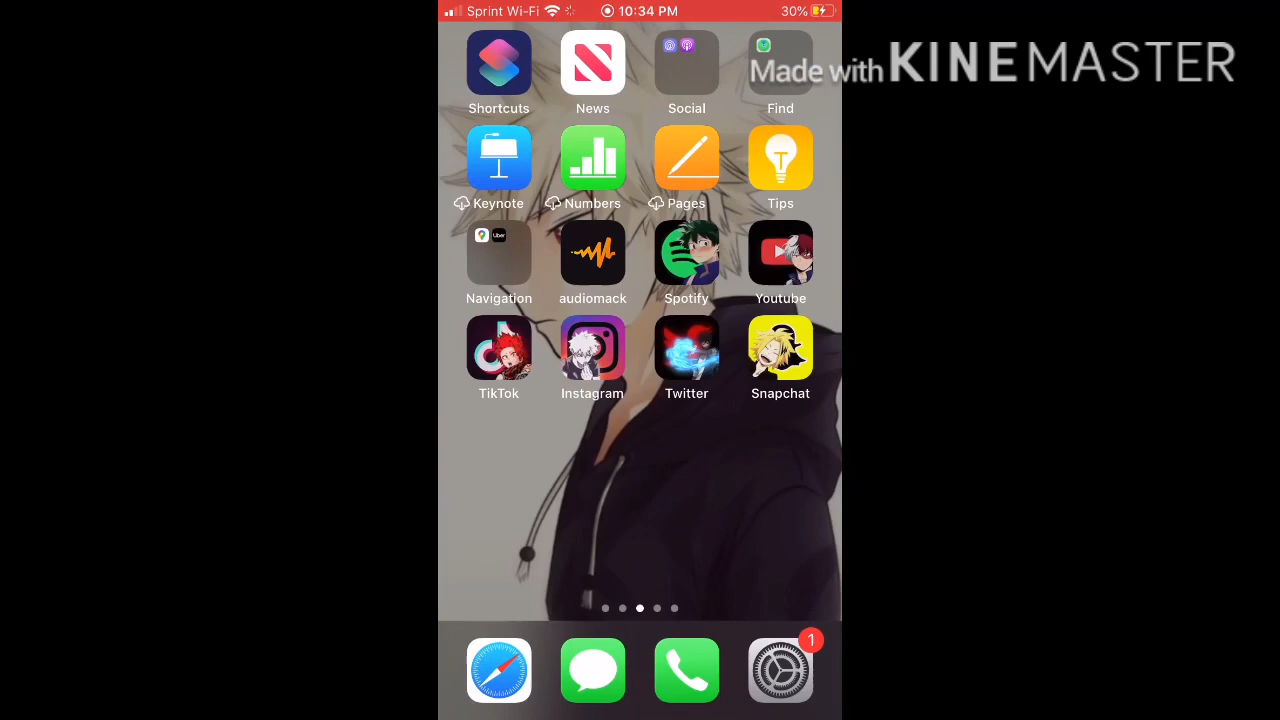 Sprint Wi-Fi 10:34 PM 30%
Made with KINEMASTER
Shortcuts News Social Find
Keynote Numbers Pages Tips
Uber
Navigation audiomack Spotify Youtube
TikTok Instagram Twitter Snapchat
1